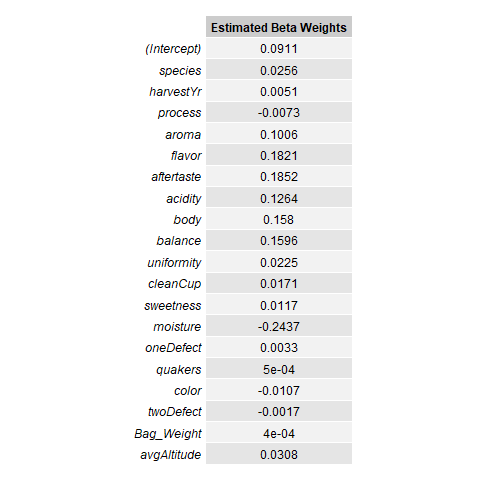 Estimated Beta Weights
(Intercept) 0.0911
species 0.0256
harvestYr 0.0051
process -0.0073
aroma 0.1006
flavor 0.1821
aftertaste 0.1852
acidity 0.1264
body 0.158
balance 0.1596
uniformity 0.0225
cleanCup 0.0171
sweetness 0.0117
moisture -0.2437
oneDefect 0.0033
quakers 5e-04
color -0.0107
twoDefect -0.0017
Bag_Weight 4e-04
avgAltitude 0.0308